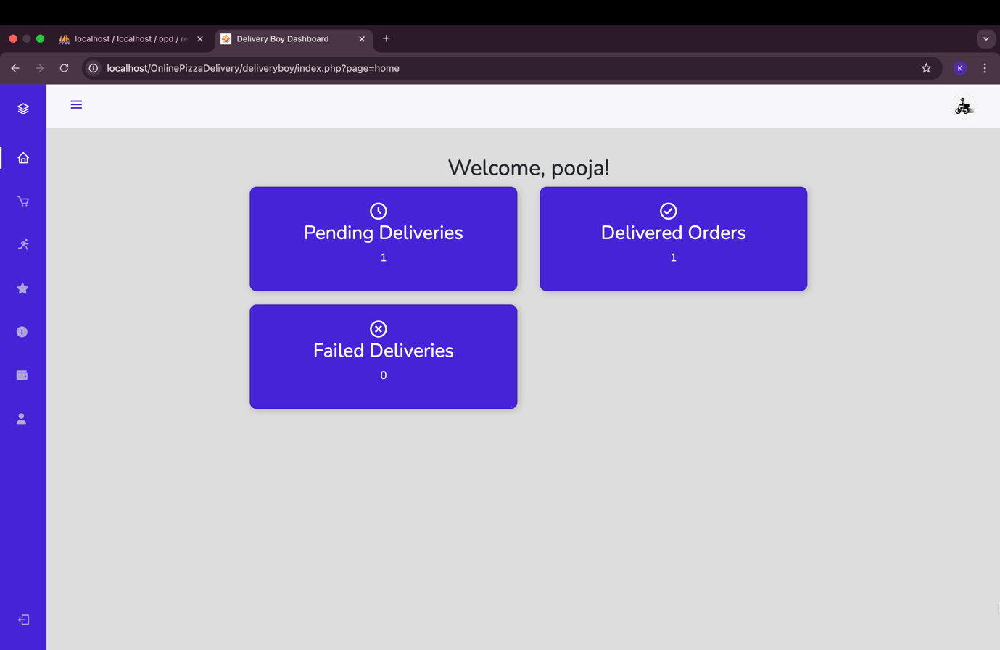 localhost / localhost / opd / re
Delivery Boy Dashboard
localhost/OnlinePizzaDelivery/deliveryboy/index.php?page=home
K
Welcome, pooja!
Pending Deliveries
1
Delivered Orders
1
Failed Deliveries
0